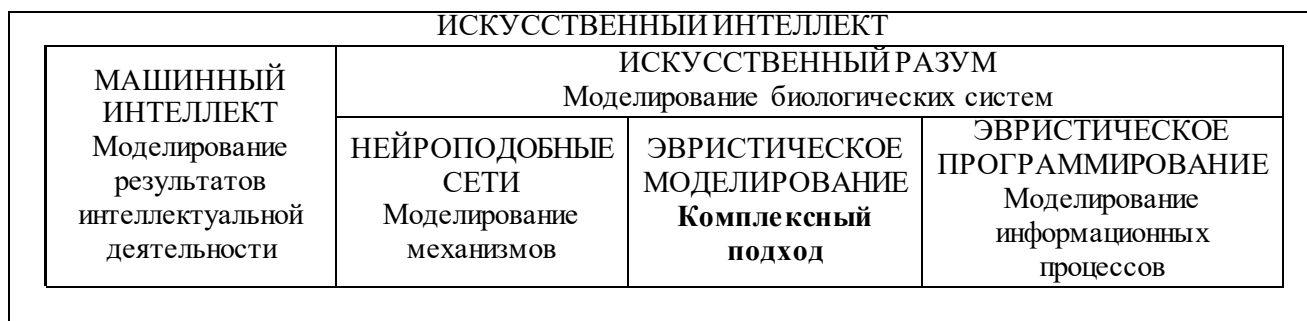 ИСКУССТВЕННЫЙ ИНТЕЛЛЕКТ
МАШИННЫЙ
ИНТЕЛЛЕКТ
Моделирование
результатов
интеллектуальной
деятельности
ИСКУССТВЕННЫЙ РАЗУМ
Моделирование биологических систем
НЕЙРОПОДОБНЫЕ
СЕТИ
Моделирование
механизмов
ЭВРИСТИЧЕСКОЕ
МОДЕЛИРОВАНИЕ
Комплексный
подход
ЭВРИСТИЧЕСКОЕ
ПРОГРАММИРОВАНИЕ
Моделирование
информационных
процессов